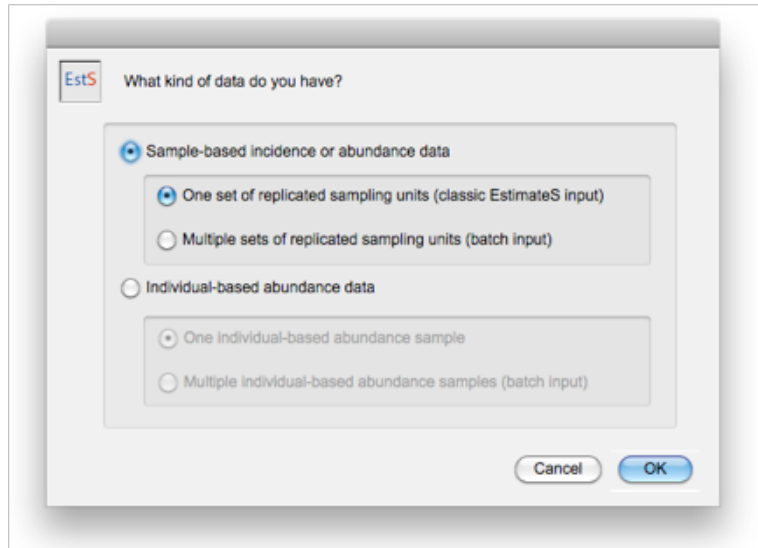 EstS
What kind of data do you have?
Sample-based incidence or abundance data
One set of replicated sampling units (classic EstimateS input)
Multiple sets of replicated sampling units (batch input)
Individual-based abundance data
One individual-based abundance sample
Multiple individual-based abundance samples (batch input)
Cancel
OK